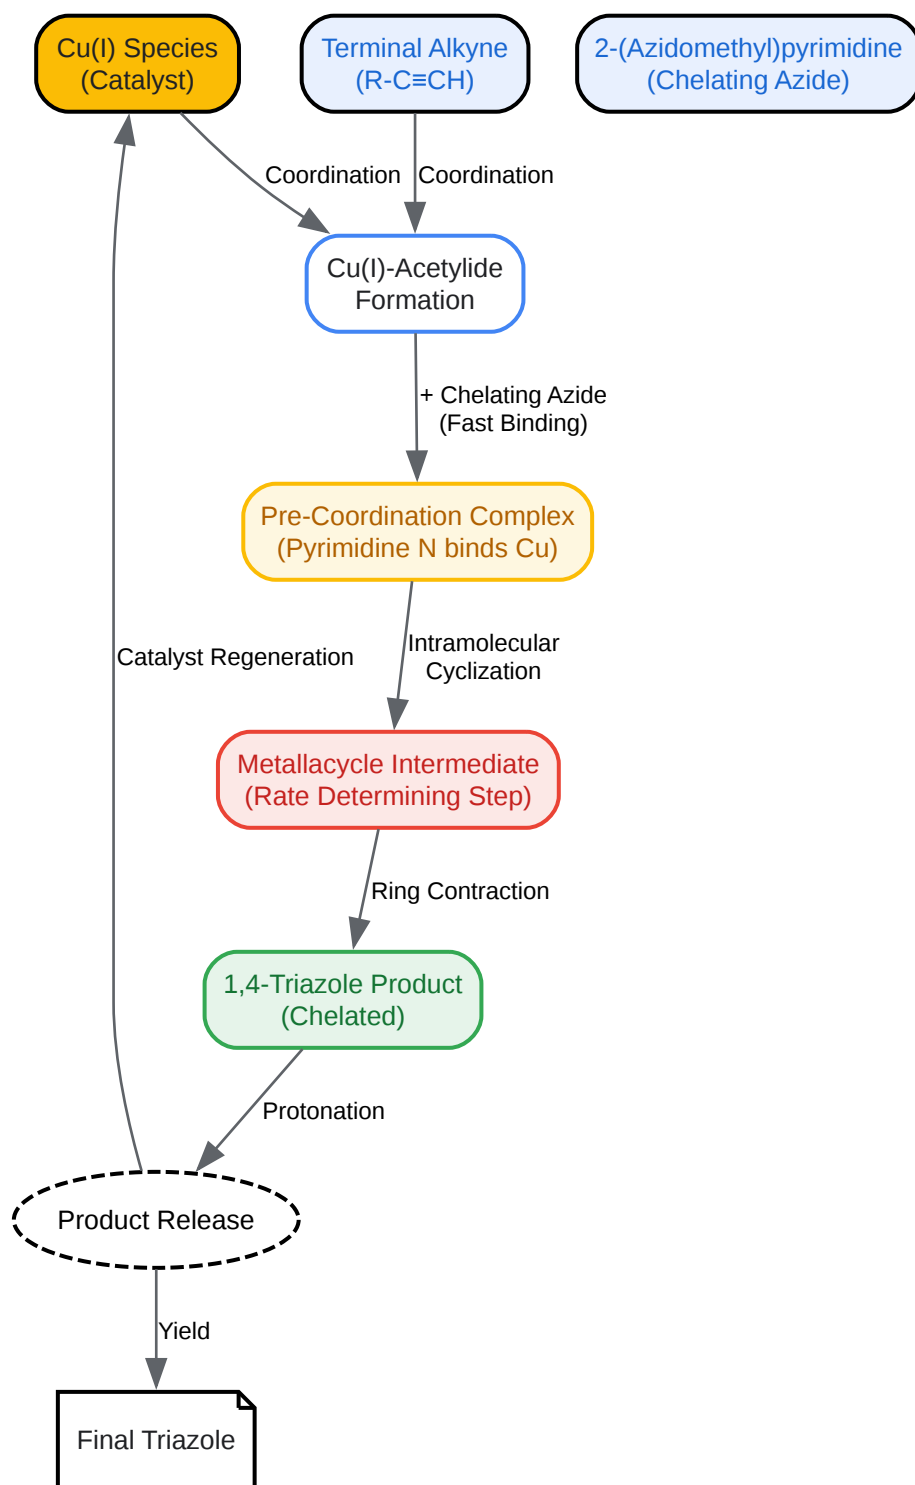 Cu(I) Species
(Catalyst)
Terminal Alkyne
(R-C≡CH)
2-(Azidomethyl)pyrimidine
(Chelating Azide)
Coordination
Coordination
Cu(I)-Acetylide
Formation
+ Chelating Azide
(Fast Binding)
Pre-Coordination Complex
(Pyrimidine N binds Cu)
Intramolecular
Cyclization
Catalyst Regeneration
Metallacycle Intermediate
(Rate Determining Step)
Ring Contraction
1,4-Triazole Product
(Chelated)
Protonation
Product Release
Yield
Final Triazole